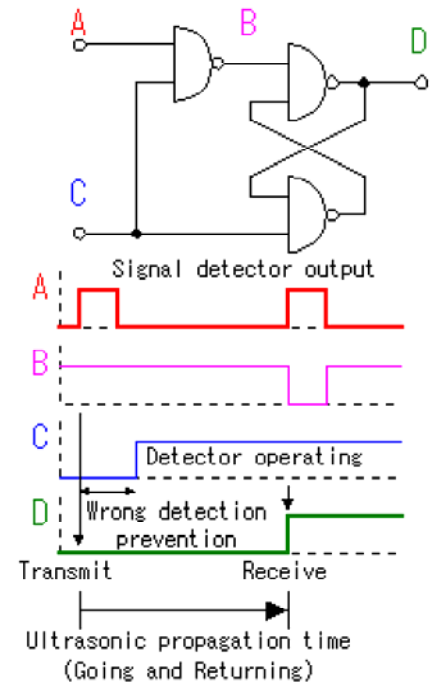 A
B
D
C
Signal detector output
A
B
C
Detector operating
D
Wrong detection
prevention
Transmit
Receive
Ultrasonic propagation time
(Going and Returning)